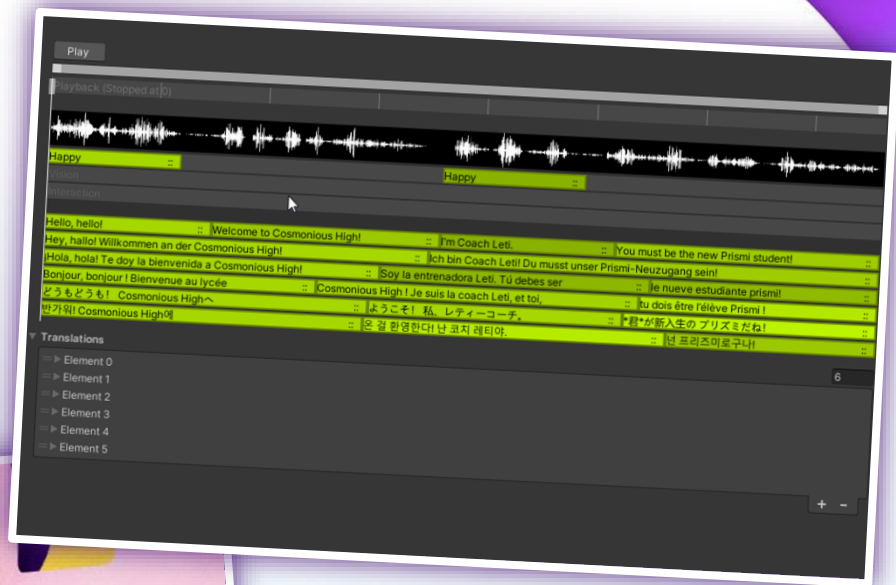 Play
Playback (Stopped at 0)
Happy
Happy
Vision
Interaction
Hello, hello! Welcome to Cosmonious High! I'm Coach Leti. You must be the new Prismi student!
Hey, hallo! Willkommen an der Cosmonious High! Ich bin Coach Leti! Du musst unser Prismi-Neuzugang sein!
¡Hola, hola! Te doy la bienvenida a Cosmonious High! Soy la entrenadora Leti. Tú debes ser le nueve estudiante prismi!
Bonjour, bonjour ! Bienvenue au lycée Cosmonious High ! Je suis la coach Leti, et toi, tu dois être l'élève Prismi !
どうもどうも! Cosmonious Highへ ようこそ! 私、レティーコーチ。 *君*が新入生の プリズミだね!
반가워! Cosmonious High에 온 걸 환영한다! 난 코치 레티야. 넌 프리즈미로구나!
Translations
6
Element 0
Element 1
Element 2
Element 3
Element 4
Element 5